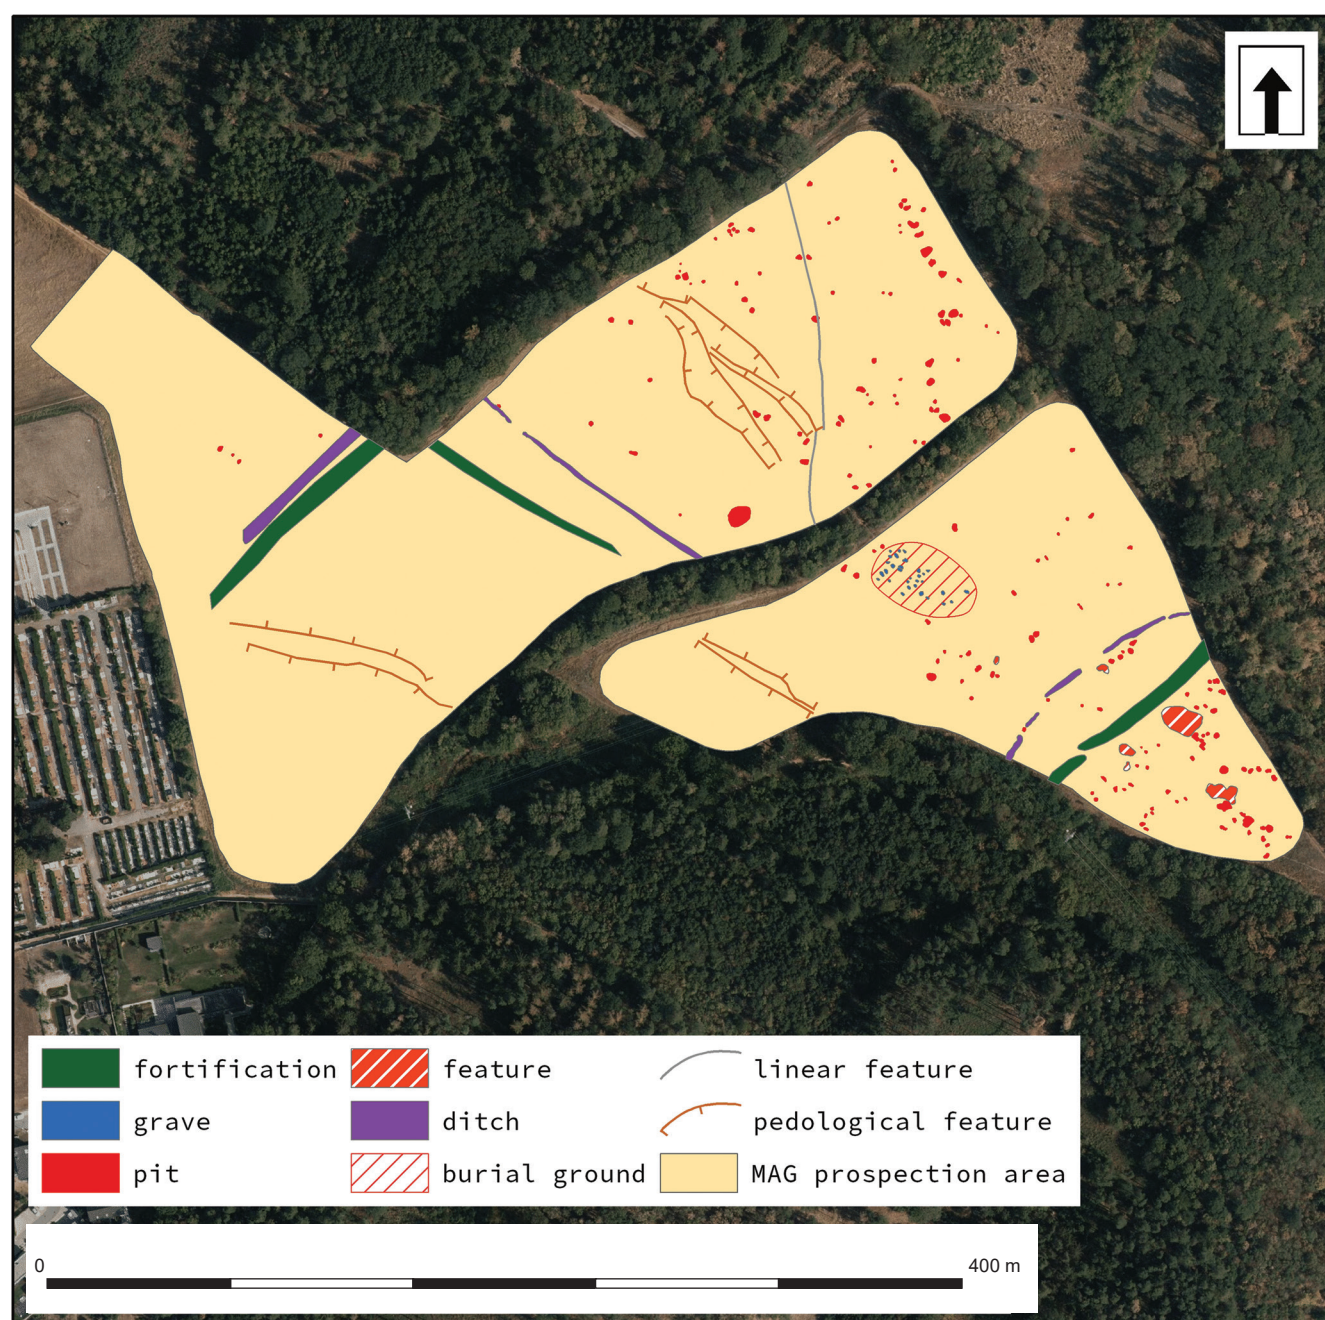 fortification
feature
linear feature
grave
ditch
pedological feature
pit
burial ground
MAG prospection area
0
400 m